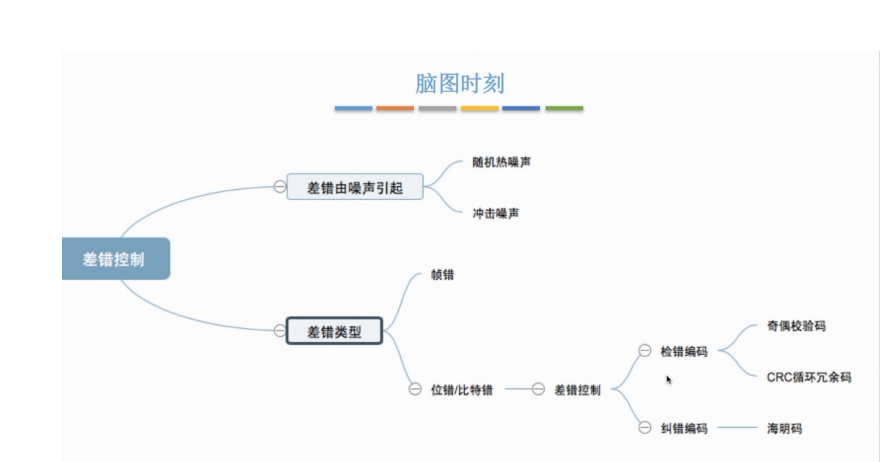 脑图时刻
随机热噪声
差错由噪声引起
冲击噪声
差错控制
帧错
差错类型
奇偶校验码
检错编码
CRC循环冗余码
位错/比特错
差错控制
纠错编码
海明码